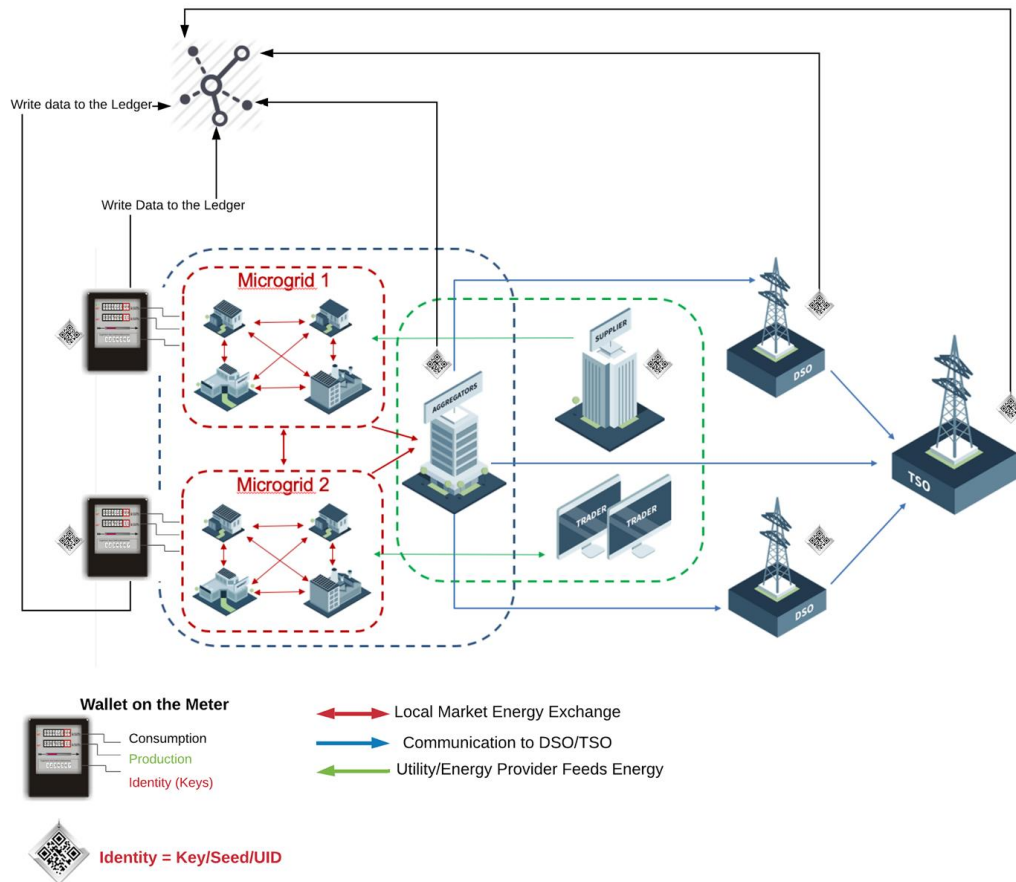 Write data to the Ledger
Write Data to the Ledger
Microgrid 1
SUPPLIER
AGGREGATORS
DSO
TSO
Microgrid 2
TRADER
TRADER
DSO
Wallet on the Meter
Consumption
Production
Identity (Keys)
Local Market Energy Exchange
Communication to DSO/TSO
Utility/Energy Provider Feeds Energy
Identity = Key/Seed/UID